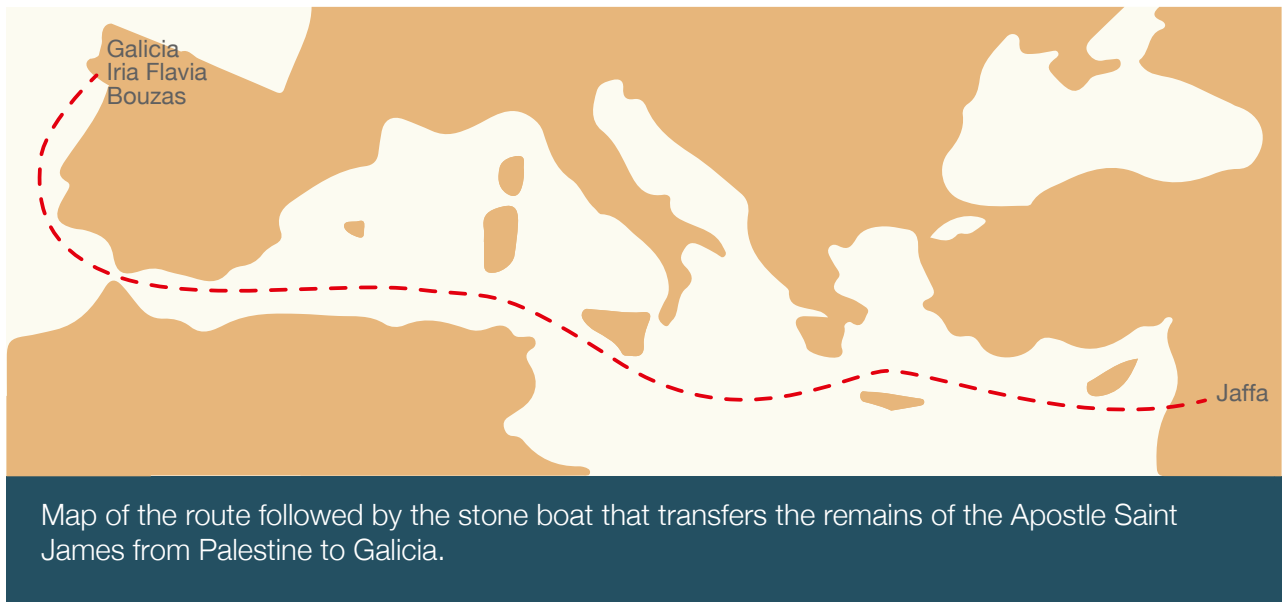 Galicia
Iria Flavia
Bouzas
Jaffa
Map of the route followed by the stone boat that transfers the remains of the Apostle Saint
James from Palestine to Galicia.